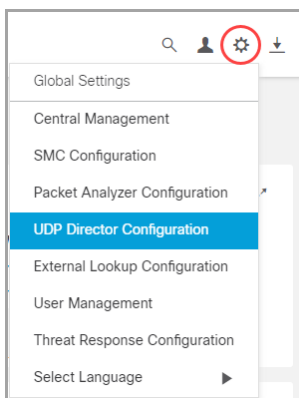 Global Settings
Central Management
SMC Configuration
Packet Analyzer Configuration
UDP Director Configuration
External Lookup Configuration
User Management
Threat Response Configuration
Select Language